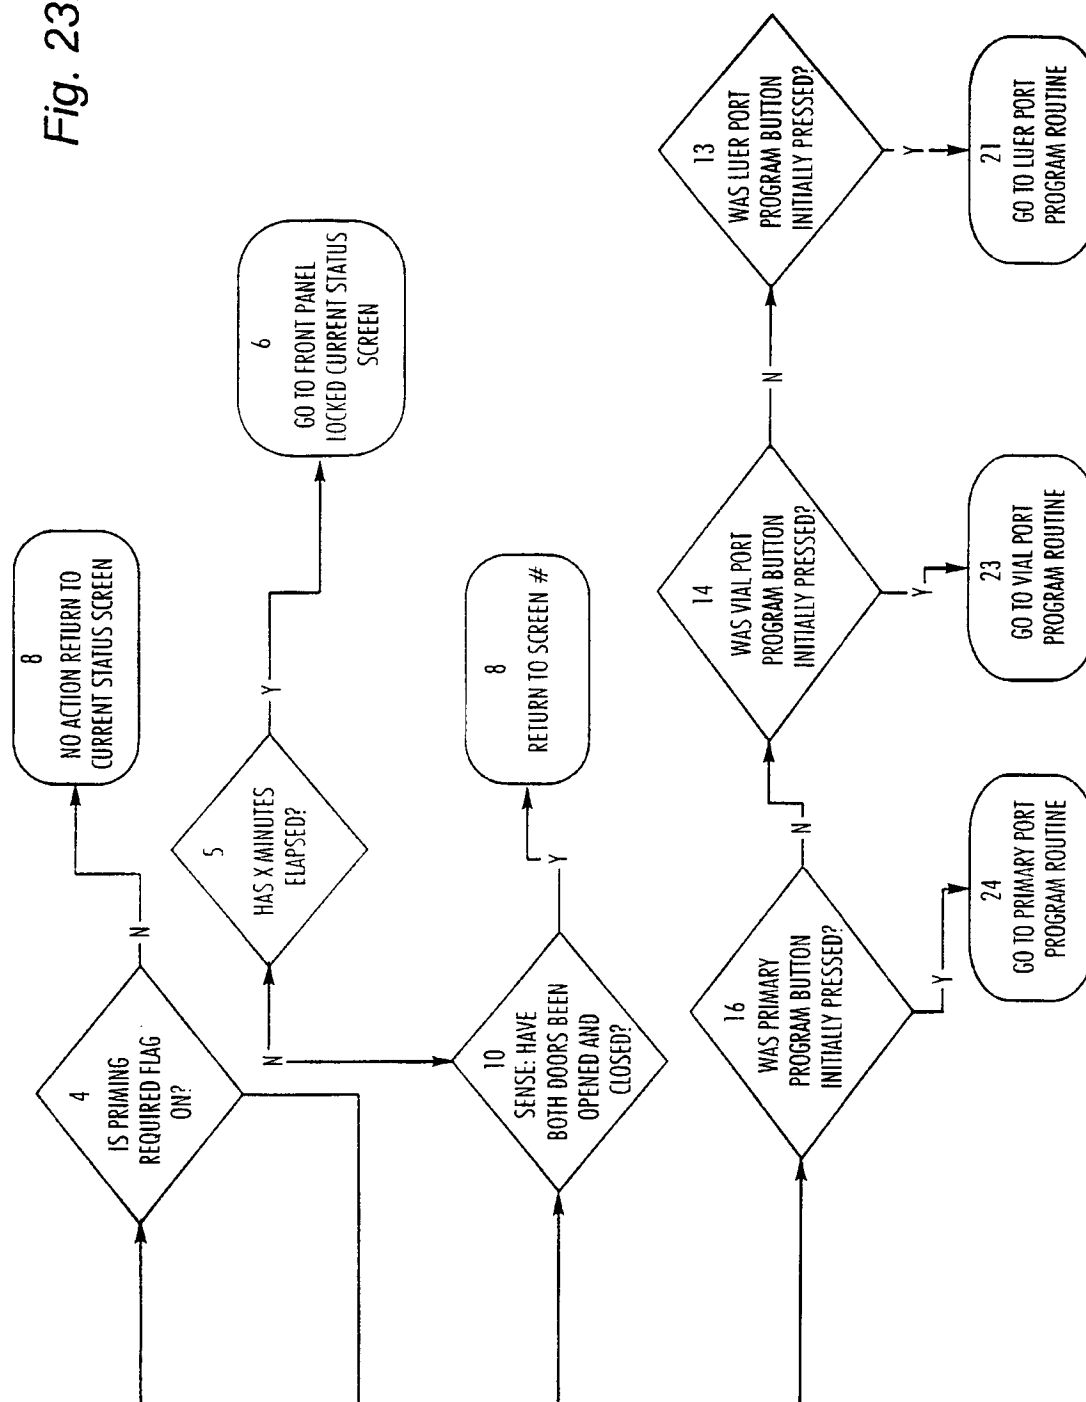 Fig. 23
4
IS PRIMING
REQUIRED FLAG
ON?
N
8
NO ACTION RETURN TO
CURRENT STATUS SCREEN
N
5
HAS X MINUTES
ELAPSED?
Y
6
GO TO FRONT PANEL
LOCKED CURRENT STATUS
SCREEN
10
SENSE: HAVE
BOTH DOORS BEEN
OPENED AND
CLOSED?
Y
8
RETURN TO SCREEN #
16
WAS PRIMARY
PROGRAM BUTTON
INITIALLY PRESSED?
N
Y
24
GO TO PRIMARY PORT
PROGRAM ROUTINE
14
WAS VIAL PORT
PROGRAM BUTTON
INITIALLY PRESSED?
N
Y
23
GO TO VIAL PORT
PROGRAM ROUTINE
13
WAS LUER PORT
PROGRAM BUTTON
INITIALLY PRESSED?
Y
21
GO TO LUER PORT
PROGRAM ROUTINE